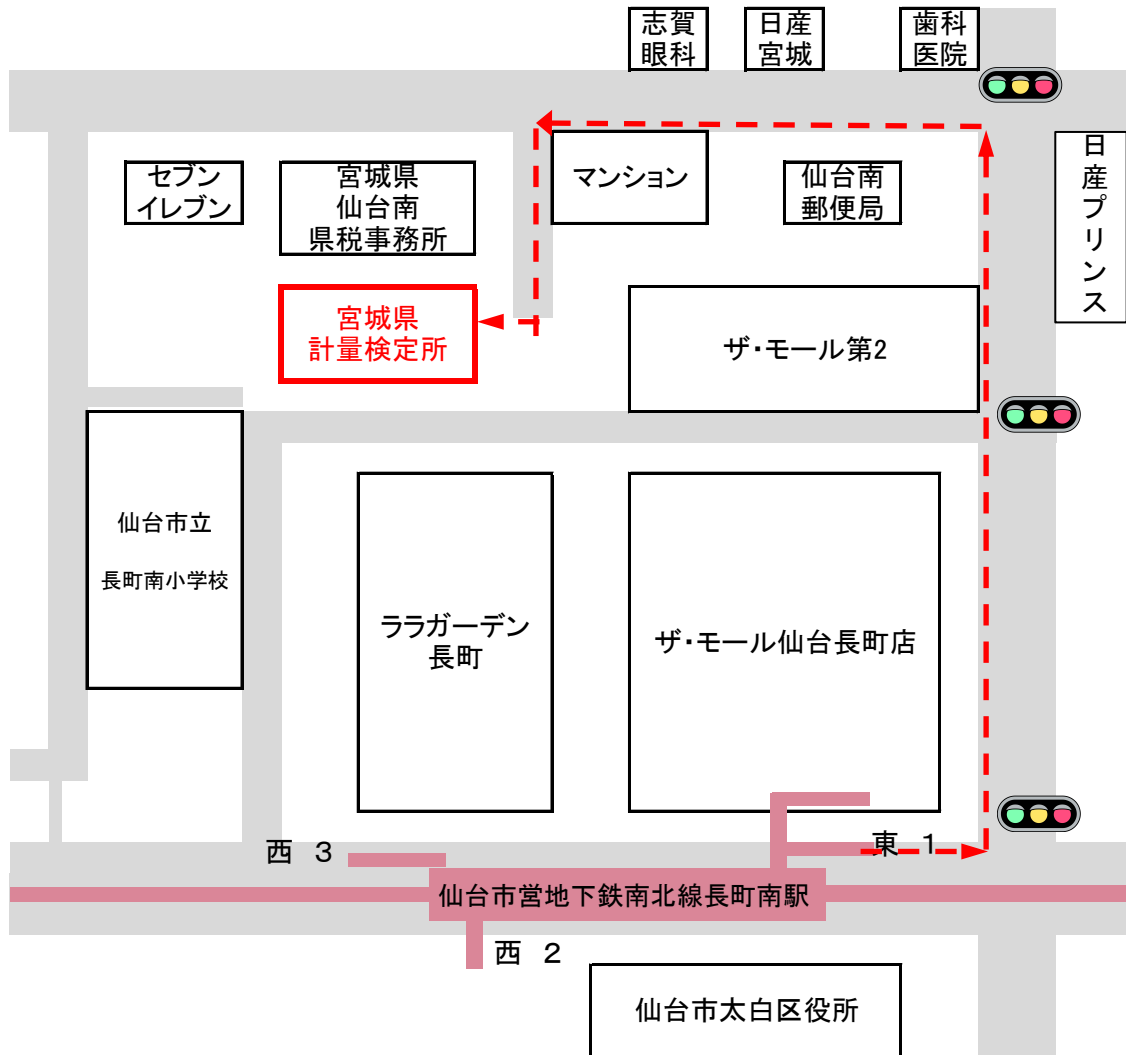 志賀
眼科
日産
宮城
歯科
医院
セブン
イレブン
宮城県
仙台南
県税事務所
マンション
仙台南
郵便局
日産プリンス
宮城県
計量検定所
ザ・モール第2
仙台市立
長町南小学校
ララガーデン
長町
ザ・モール仙台長町店
西 3
東 1
仙台市営地下鉄南北線長町南駅
西 2
仙台市太白区役所